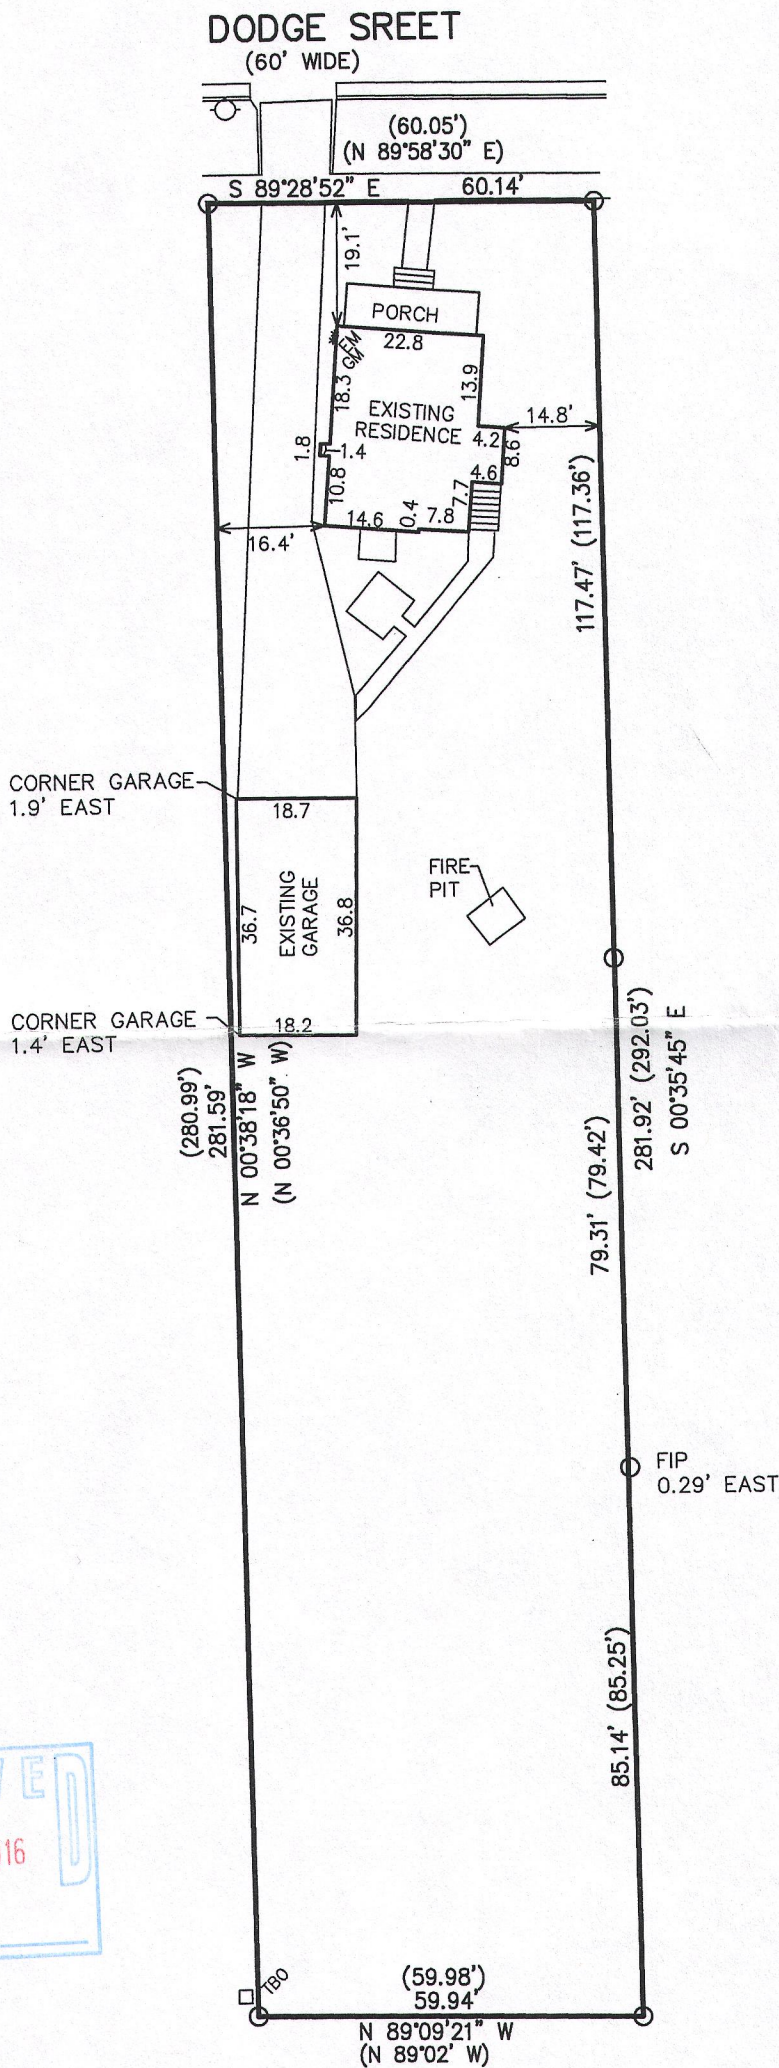 DODGE SREET
(60' WIDE)
(60.05')
(N 89°58'30" E)
S 89°28'52" E
60.14'
19.1'
PORCH
22.8
EM
GM
18.3
13.9
EXISTING
RESIDENCE
14.8'
4.2
8.6
1.8
1.4
4.6
10.8
7.7
14.6
0.4
7.8
16.4'
117.47' (117.36')
CORNER GARAGE
1.9' EAST
18.7
FIRE
PIT
36.7
EXISTING
GARAGE
36.8
CORNER GARAGE
1.4' EAST
18.2
(280.99')
281.59'
N 00°38'18" W
(N 00°36'50" W)
281.92' (292.03')
S 00°35'45" E
79.31' (79.42')
FIP
0.29' EAST
85.14' (85.25')
VED
16
TBO
(59.98')
59.94'
N 89°09'21" W
(N 89°02' W)